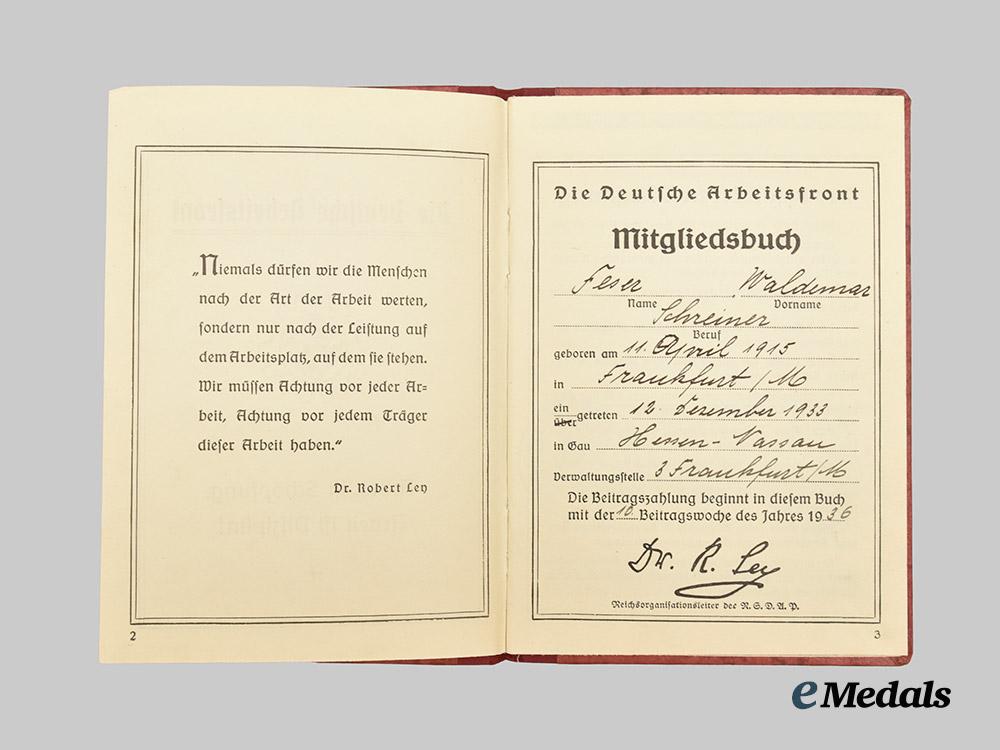 „Niemals dürfen wir die Menschen
nach der Art der Arbeit werten,
sondern nur nach der Leistung auf
dem Arbeitsplatz, auf dem sie stehen.
Wir müssen Achtung vor jeder Ar=
beit, Achtung vor jedem Träger
dieser Arbeit haben.“
Dr. Robert Ley
2
Die Deutsche Arbeitsfront
Mitgliedsbuch
Feser Waldemar
Name Vorname
Schreiner
Beruf
geboren am 11. April 1915
in Frankfurt/M
ein
über getreten 12. Dezember 1933
in Gau Hessen-Nassau
Verwaltungsstelle 3 Frankfurt/M
Die Beitragszahlung beginnt in diesem Buch
mit der 10. Beitragswoche des Jahres 1936
Dr. R. Ley
Reichsorganisationsleiter der N.S.D.A.P.
3
eMedals